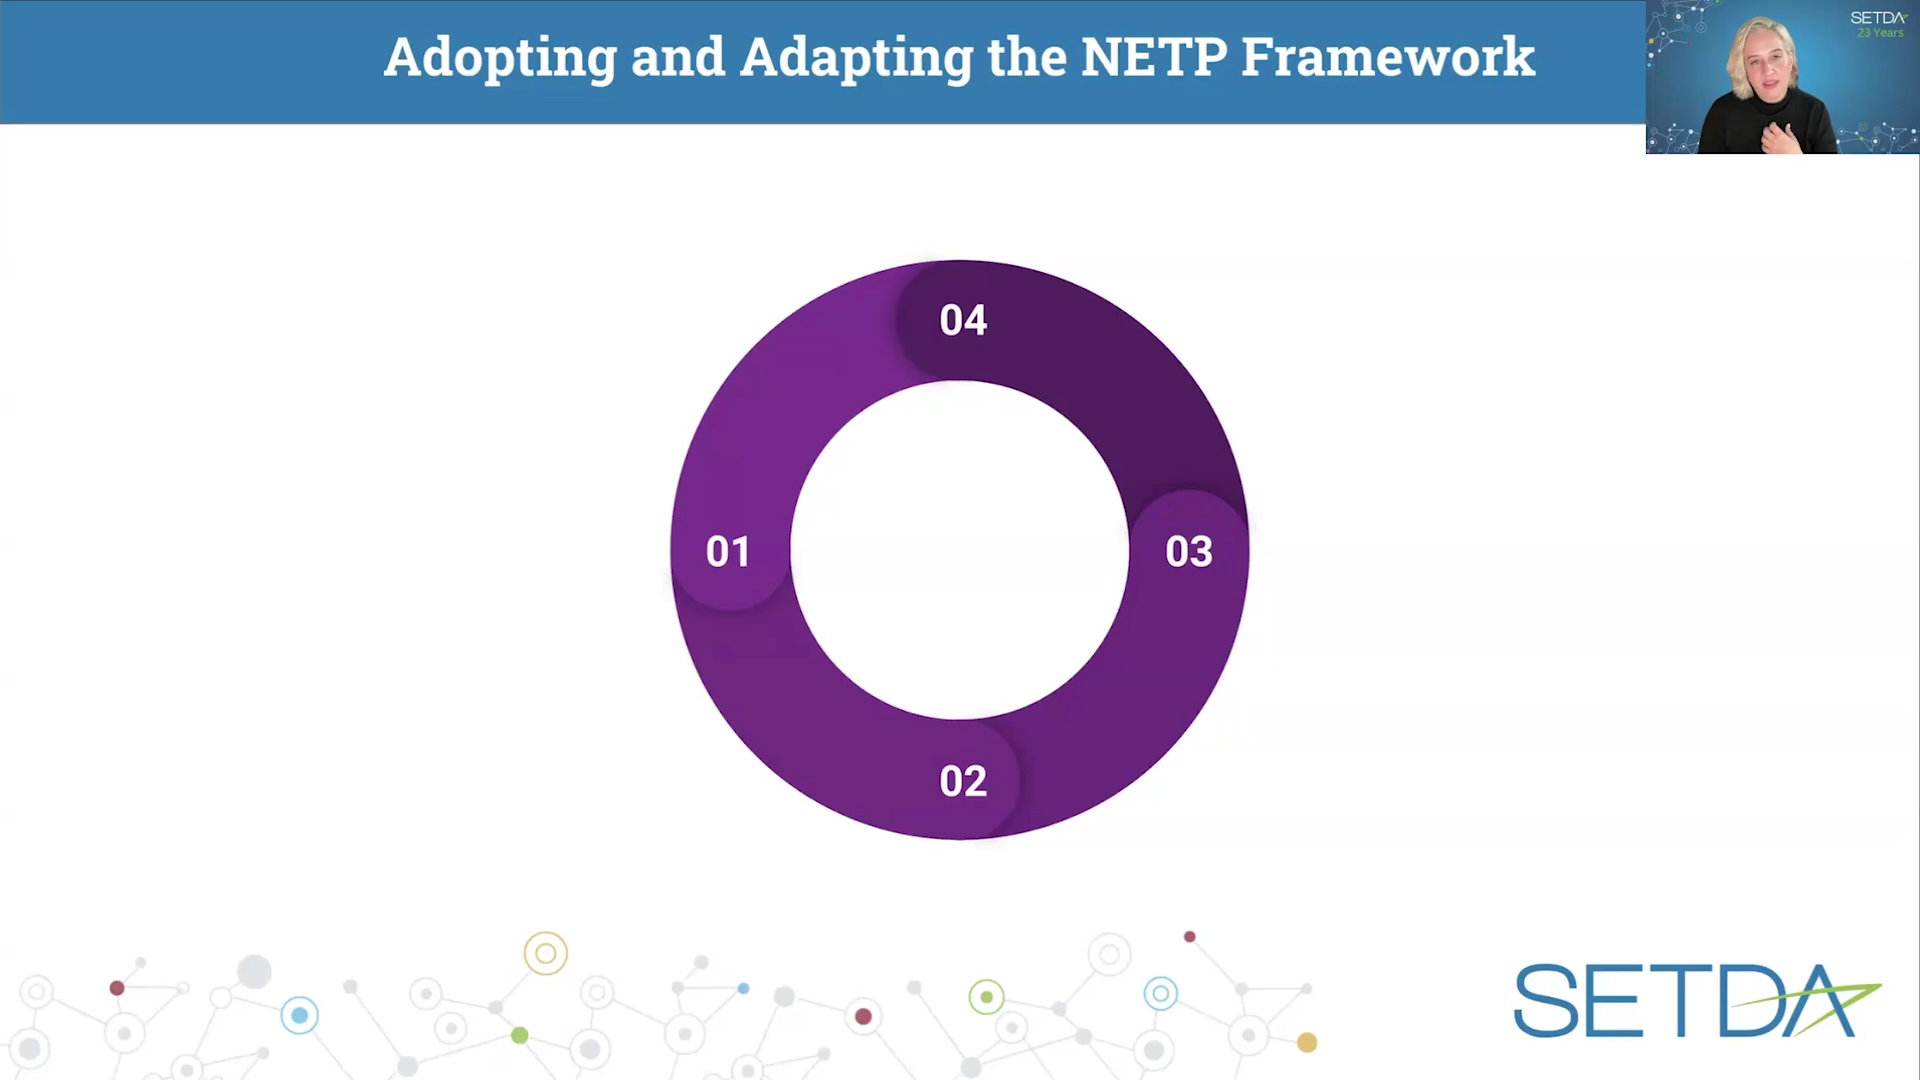 Adopting and Adapting the NETP Framework
SETDA
23 Years
04
01
03
02
SETDA